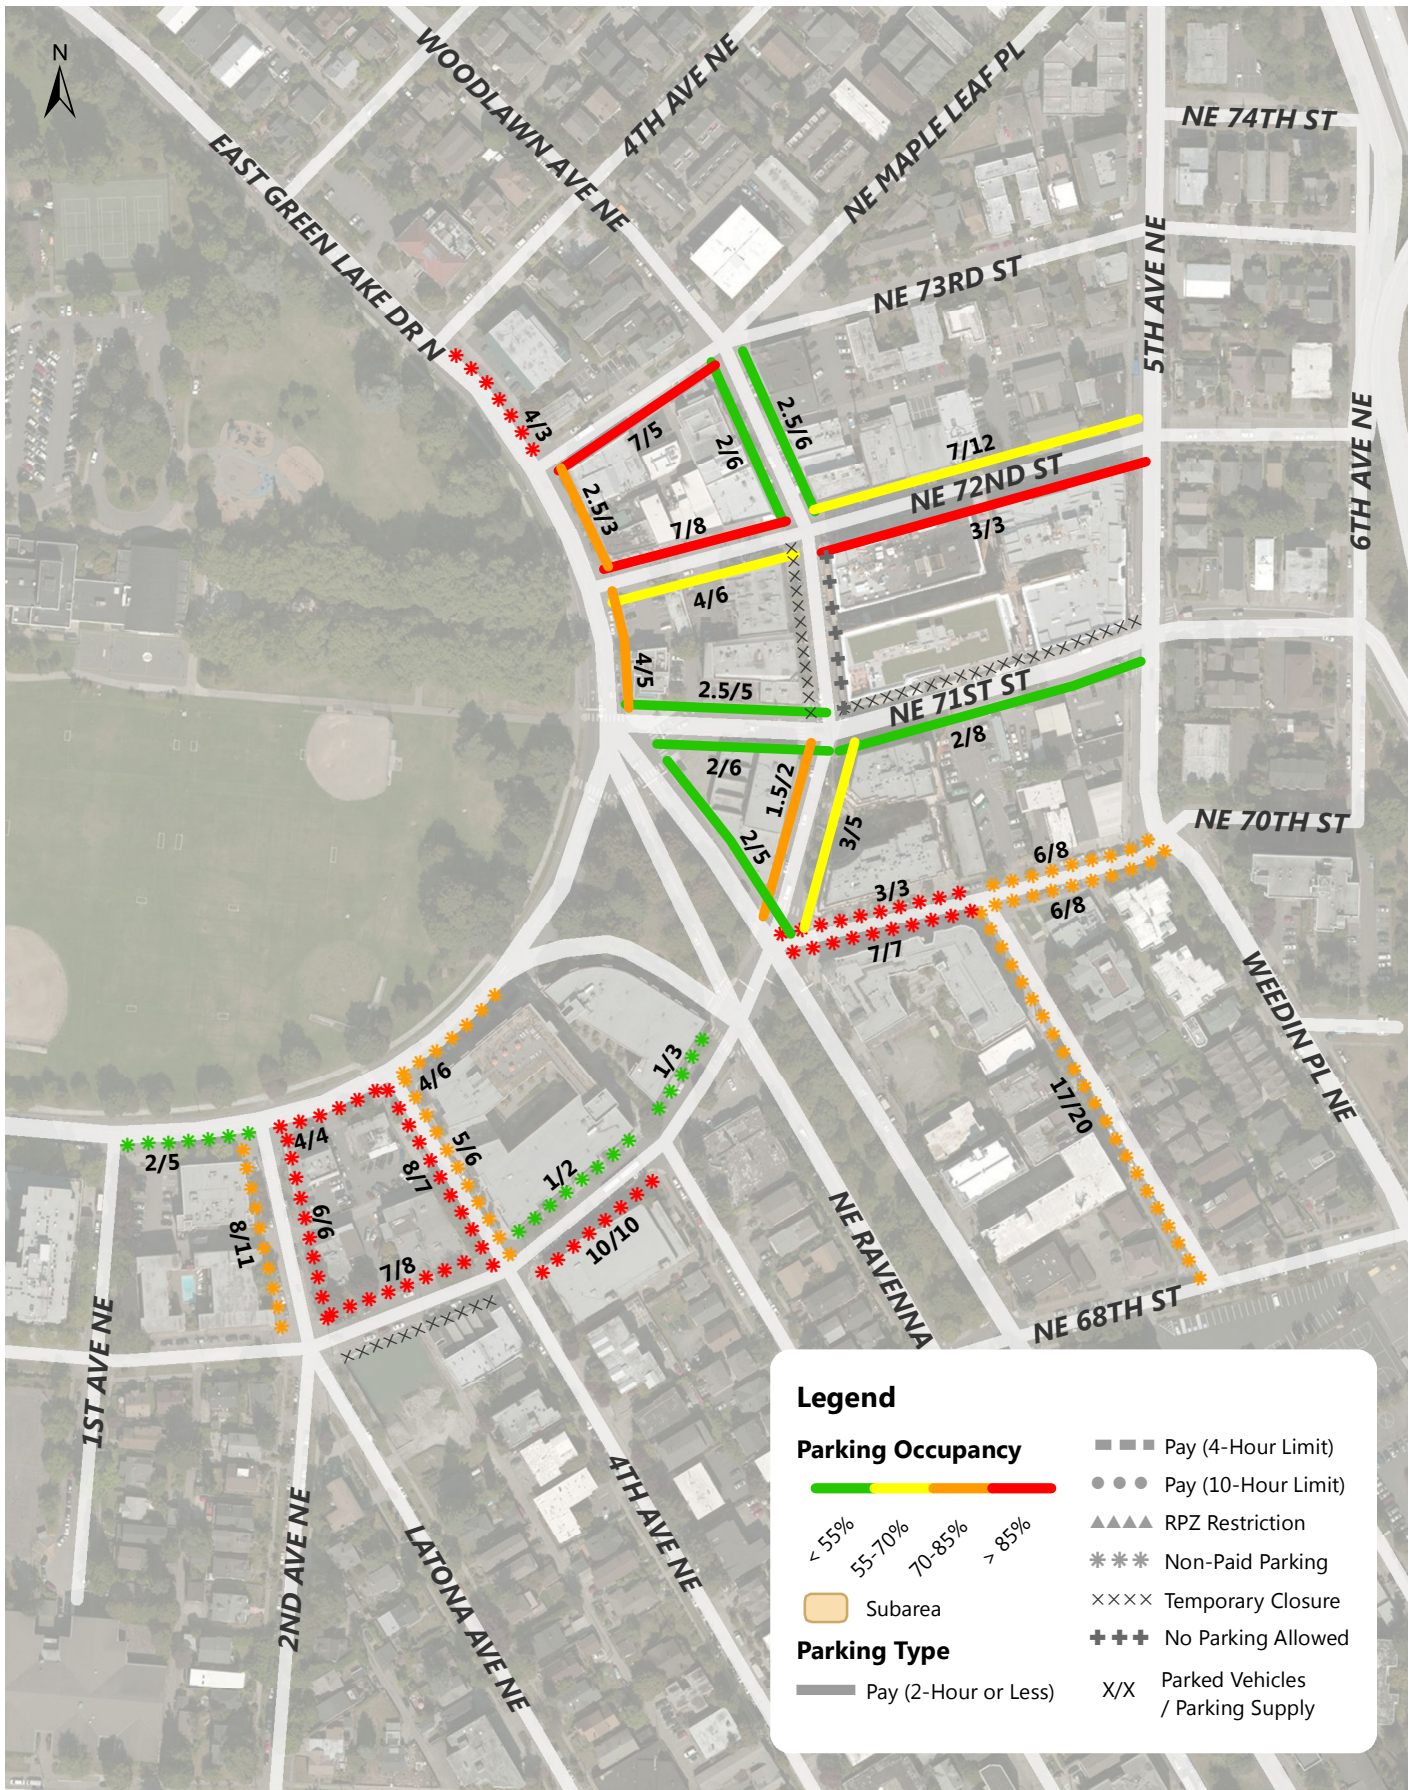 N
WOODLAWN AVE NE
4TH AVE NE
NE MAPLE LEAF PL
NE 74TH ST
EAST GREEN LAKE DR N
NE 73RD ST
5TH AVE NE
6TH AVE NE
4/3
7/5
2/6
2.5/6
7/12
NE 72ND ST
3/3
2.5/3
7/8
4/6
4/5
2.5/5
NE 71ST ST
2/8
2/6
1.5/2
2/5
3/5
NE 70TH ST
6/8
6/8
3/3
7/7
WEEDIN PL NE
17/20
1/3
4/6
5/6
4/4
2/5
8/7
1/2
6/6
8/11
10/10
7/8
NE RAVENNA
NE 68TH ST
1ST AVE NE
2ND AVE NE
LATONA AVE NE
4TH AVE NE
Legend
Parking Occupancy
< 55%
55-70%
70-85%
> 85%
Subarea
Parking Type
Pay (2-Hour or Less)
Pay (4-Hour Limit)
Pay (10-Hour Limit)
RPZ Restriction
Non-Paid Parking
Temporary Closure
No Parking Allowed
X/X
Parked Vehicles
/ Parking Supply